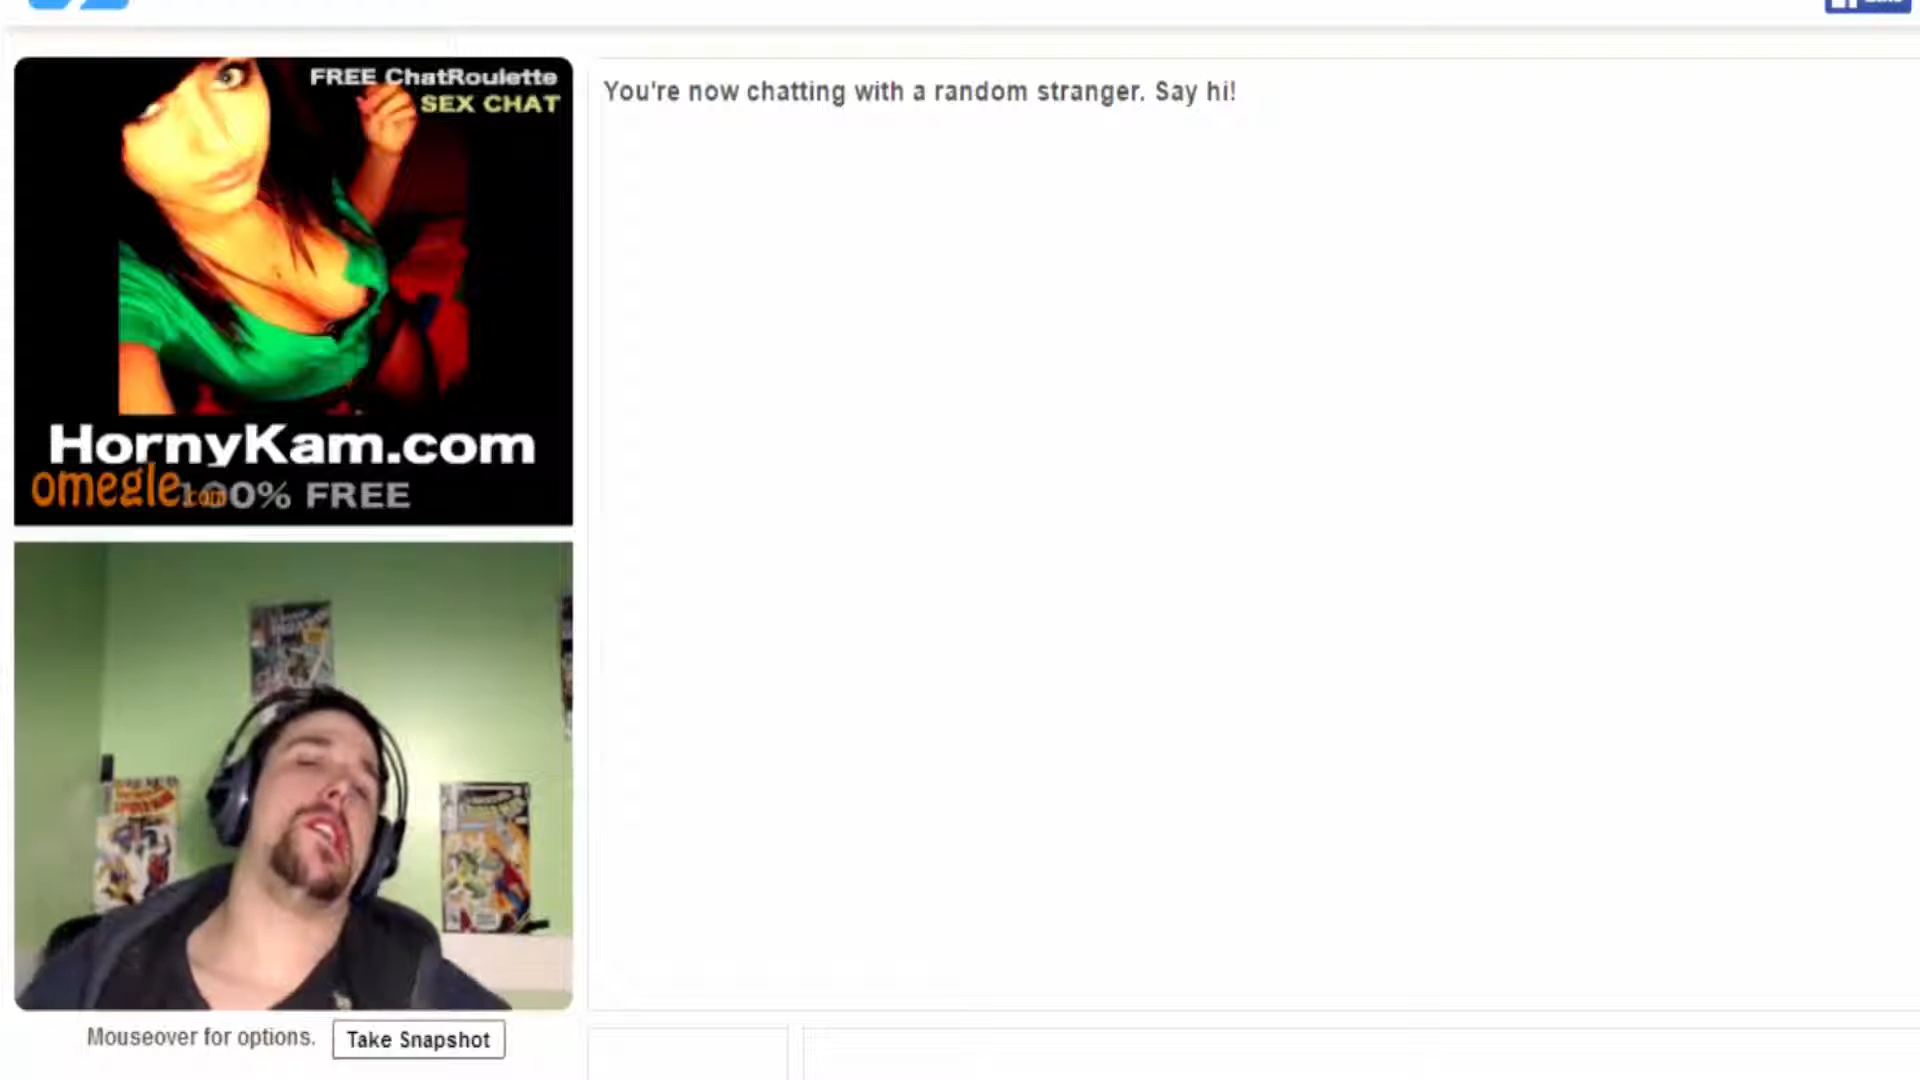 FREE ChatRoulette
SEX CHAT
HornyKam.com
omegle.com
100% FREE
You're now chatting with a random stranger. Say hi!
Mouseover for options.
Take Snapshot